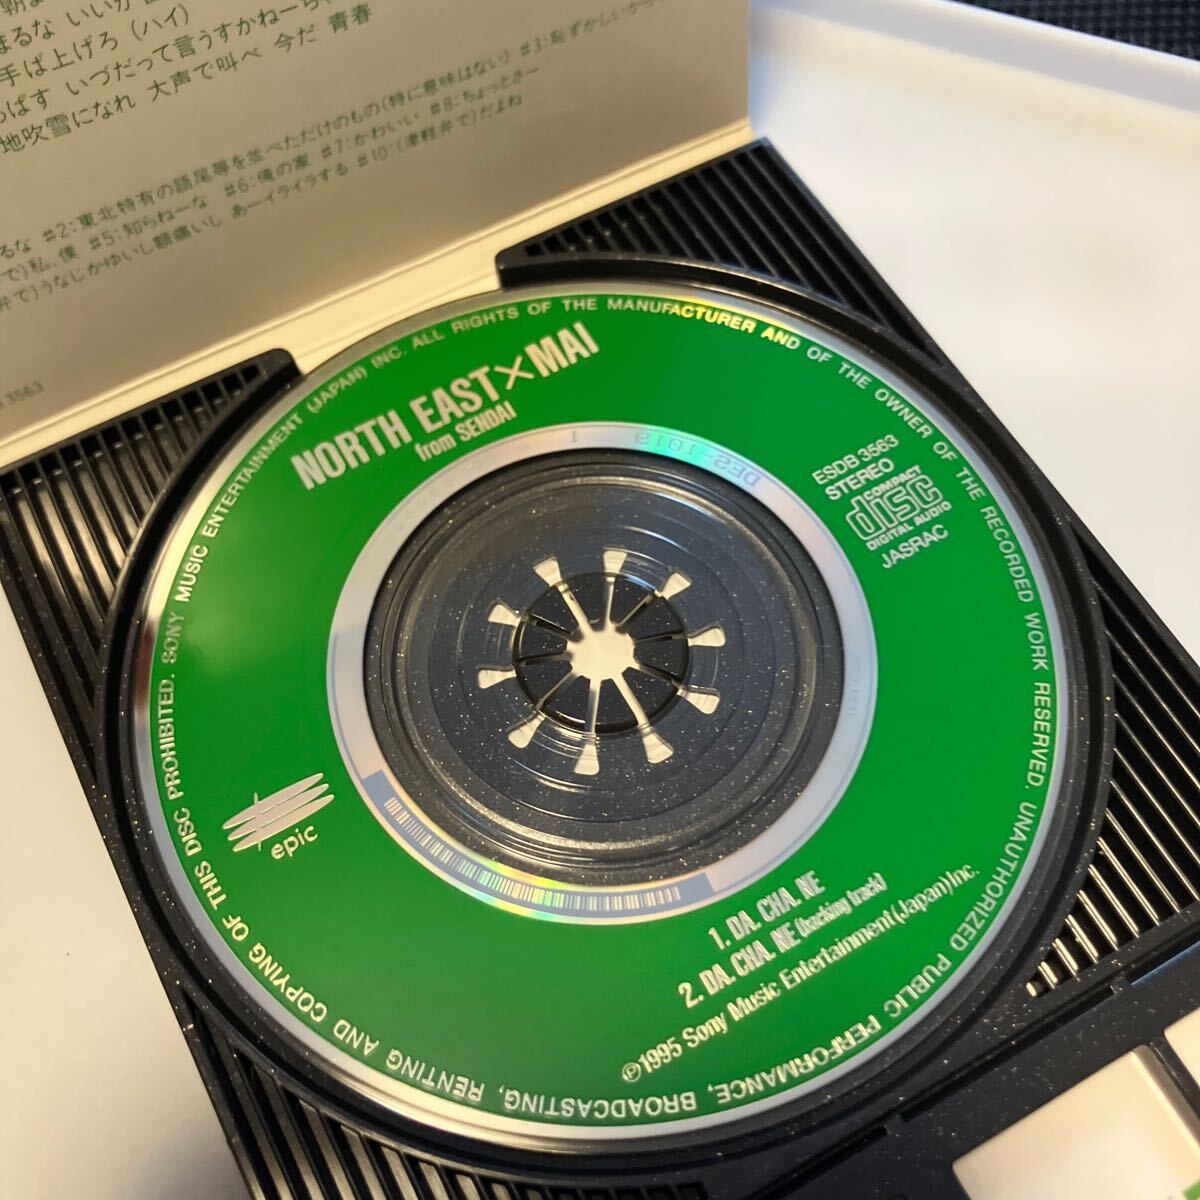 まるな いいが
手ば上げろ (ハイ)
っぱす いづだって言うすかねーち
地吹雪になれ 大声で叫べ 今だ 青春
るな #2:東北特有の語尾等を並べただけのもの(特に意味はない) #3:恥ずかしいから
で)私、僕 #5:知らねーな #6:俺の家 #7:かわいい #8:ちょっとさー
弁で)うなじかゆいし頭痛いし あーイライラする #10:(津軽弁で)だよね
3563
NORTH EAST×MAI
from SENDAI
ESDB 3563
STEREO
COMPACT
disc
DIGITAL AUDIO
JASRAC
epic
1. DA. CHA. NE
2. DA. CHA. NE (backing track)
℗1995 Sony Music Entertainment (Japan) Inc.
SONY MUSIC ENTERTAINMENT (JAPAN) INC. ALL RIGHTS OF THE MANUFACTURER AND OF THE OWNER OF THE RECORDED WORK RESERVED. UNAUTHORIZED PUBLIC PERFORMANCE, BROADCASTING, RENTING AND COPYING OF THIS DISC PROHIBITED.